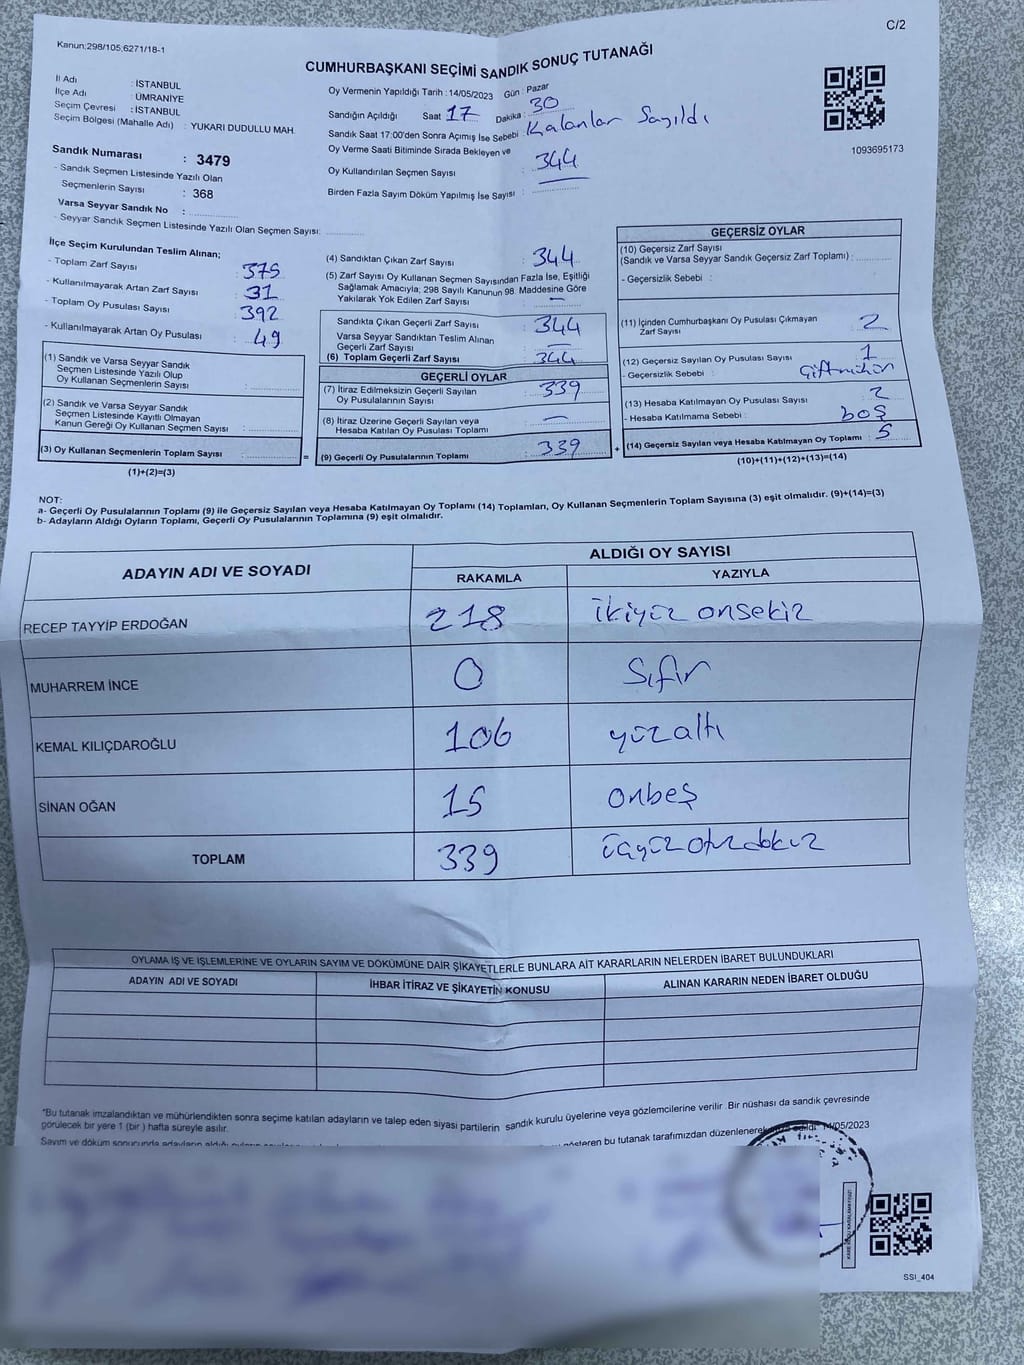 C/2
Kanun;298/105;6271/18-1
CUMHURBAŞKANI SEÇİMİ SANDIK SONUÇ TUTANAĞI
İl Adı : İSTANBUL
İlçe Adı : ÜMRANİYE
Seçim Çevresi : İSTANBUL
Seçim Bölgesi (Mahalle Adı) : YUKARI DUDULLU MAH.
Oy Vermenin Yapıldığı Tarih : 14/05/2023 Gün : Pazar
Sandığın Açıldığı Saat 17 Dakika : 30
Sandık Saat 17:00'den Sonra Açımış İse Sebebi : Kalanlar Sayıldı
Oy Verme Saati Bitiminde Sırada Bekleyen ve
Oy Kullandırılan Seçmen Sayısı : 344
Birden Fazla Sayım Döküm Yapılmış İse Sayısı :
1093695173
Sandık Numarası : 3479
- Sandık Seçmen Listesinde Yazılı Olan
Seçmenlerin Sayısı : 368
Varsa Seyyar Sandık No :
- Seyyar Sandık Seçmen Listesinde Yazılı Olan Seçmen Sayısı:
İlçe Seçim Kurulundan Teslim Alınan;
- Toplam Zarf Sayısı : 375
- Kullanılmayarak Artan Zarf Sayısı : 31
- Toplam Oy Pusulası Sayısı : 392
- Kullanılmayarak Artan Oy Pusulası : 49
(1) Sandık ve Varsa Seyyar Sandık
Seçmen Listesinde Yazılı Olup
Oy Kullanan Seçmenlerin Sayısı :
(2) Sandık ve Varsa Seyyar Sandık
Seçmen Listesinde Kayıtlı Olmayan
Kanun Gereği Oy Kullanan Seçmen Sayısı :
(3) Oy Kullanan Seçmenlerin Toplam Sayısı : =
(1)+(2)=(3)
(4) Sandıktan Çıkan Zarf Sayısı : 344
(5) Zarf Sayısı Oy Kullanan Seçmen Sayısından Fazla İse, Eşitliği
Sağlamak Amacıyla; 298 Sayılı Kanunun 98. Maddesine Göre
Yakılarak Yok Edilen Zarf Sayısı : —
Sandıkta Çıkan Geçerli Zarf Sayısı : 344
Varsa Seyyar Sandıktan Teslim Alınan
Geçerli Zarf Sayısı : —
(6) Toplam Geçerli Zarf Sayısı : 344
GEÇERLİ OYLAR
(7) İtiraz Edilmeksizin Geçerli Sayılan
Oy Pusulalarının Sayısı : 339
(8) İtiraz Üzerine Geçerli Sayılan veya
Hesaba Katılan Oy Pusulası Toplamı : —
(9) Geçerli Oy Pusulalarının Toplamı : 339 +
GEÇERSİZ OYLAR
(10) Geçersiz Zarf Sayısı
(Sandık ve Varsa Seyyar Sandık Geçersiz Zarf Toplamı) :
- Geçersizlik Sebebi :
(11) İçinden Cumhurbaşkanı Oy Pusulası Çıkmayan
Zarf Sayısı : 2
(12) Geçersiz Sayılan Oy Pusulası Sayısı : 1
- Geçersizlik Sebebi : Çift mühür
(13) Hesaba Katılmayan Oy Pusulası Sayısı : 2
- Hesaba Katılmama Sebebi : boş
(14) Geçersiz Sayılan veya Hesaba Katılmayan Oy Toplamı : 5
(10)+(11)+(12)+(13)=(14)
NOT:
a- Geçerli Oy Pusulalarının Toplamı (9) ile Geçersiz Sayılan veya Hesaba Katılmayan Oy Toplamı (14) Toplamları, Oy Kullanan Seçmenlerin Toplam Sayısına (3) eşit olmalıdır. (9)+(14)=(3)
b- Adayların Aldığı Oyların Toplamı, Geçerli Oy Pusulalarının Toplamına (9) eşit olmalıdır.
ADAYIN ADI VE SOYADI ALDIĞI OY SAYISI
RAKAMLA YAZIYLA
RECEP TAYYİP ERDOĞAN 218 ikiyüz onsekiz
MUHARREM İNCE 0 Sıfır
KEMAL KILIÇDAROĞLU 106 yüzaltı
SİNAN OĞAN 15 onbeş
TOPLAM 339 üçyüzotuzdokuz
OYLAMA İŞ VE İŞLEMLERİNE VE OYLARIN SAYIM VE DÖKÜMÜNE DAİR ŞİKAYETLERLE BUNLARA AİT KARARLARIN NELERDEN İBARET BULUNDUKLARI
ADAYIN ADI VE SOYADI İHBAR İTİRAZ VE ŞİKAYETİN KONUSU ALINAN KARARIN NEDEN İBARET OLDUĞU
*Bu tutanak imzalandıktan ve mühürlendikten sonra seçime katılan adayların ve talep eden siyasi partilerin sandık kurulu üyelerine veya gözlemcilerine verilir. Bir nüshası da sandık çevresinde
görülecek bir yere 1 (bir) hafta süreyle asılır.
Sayım ve döküm sonucunda adayların aldığı gösteren bu tutanak tarafımızdan düzenlenerek 14/05/2023
SSI_404